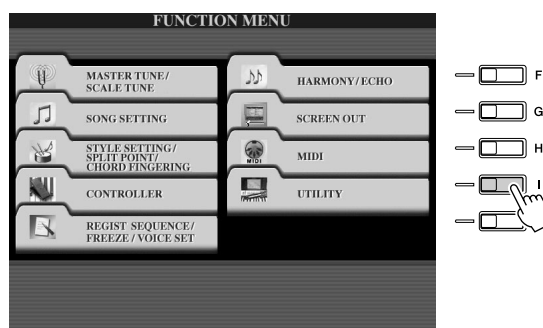 FUNCTION MENU
MASTER TUNE/
SCALE TUNE
SONG SETTING
STYLE SETTING/
SPLIT POINT/
CHORD FINGERING
CONTROLLER
REGIST SEQUENCE/
FREEZE / VOICE SET
HARMONY/ECHO
SCREEN OUT
MIDI
MIDI
UTILITY
F
G
H
I